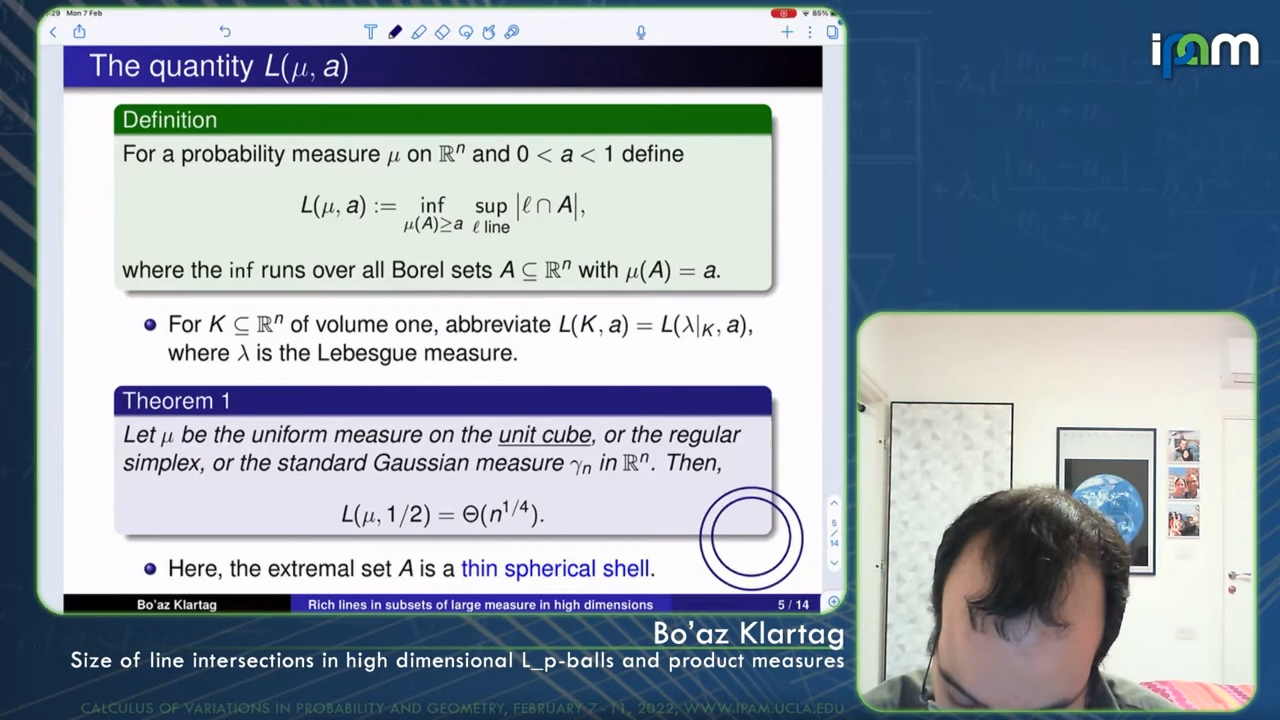 :29 Mon 7 Feb
85%
The quantity L(μ, a)
ipam
Definition
For a probability measure μ on ℝⁿ and 0 < a < 1 define
L(μ, a) := inf sup |ℓ ∩ A|,
μ(A)≥a ℓ line
where the inf runs over all Borel sets A ⊆ ℝⁿ with μ(A) = a.
For K ⊆ ℝⁿ of volume one, abbreviate L(K, a) = L(λ|_K, a),
where λ is the Lebesgue measure.
Theorem 1
Let μ be the uniform measure on the unit cube, or the regular
simplex, or the standard Gaussian measure γₙ in ℝⁿ. Then,
L(μ, 1/2) = Θ(n^{1/4}).
5
/
14
Here, the extremal set A is a thin spherical shell.
Bo'az Klartag Rich lines in subsets of large measure in high dimensions 5 / 14
Bo'az Klartag
Size of line intersections in high dimensional L_p-balls and product measures
CALCULUS OF VARIATIONS IN PROBABILITY AND GEOMETRY, FEBRUARY 7-11, 2022, WWW.IPAM.UCLA.EDU